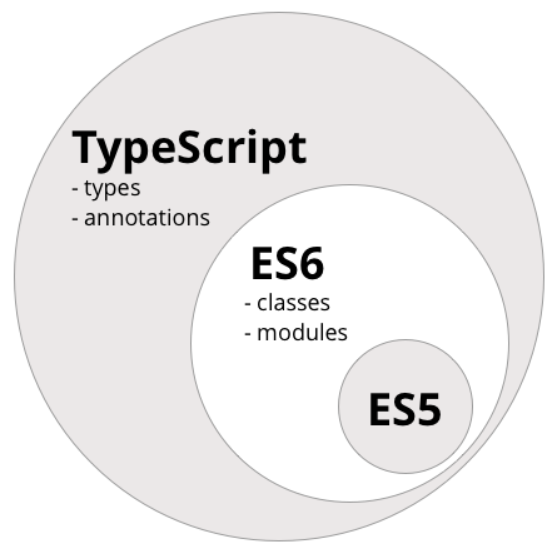 TypeScript
- types
- annotations
ES6
- classes
- modules
ES5